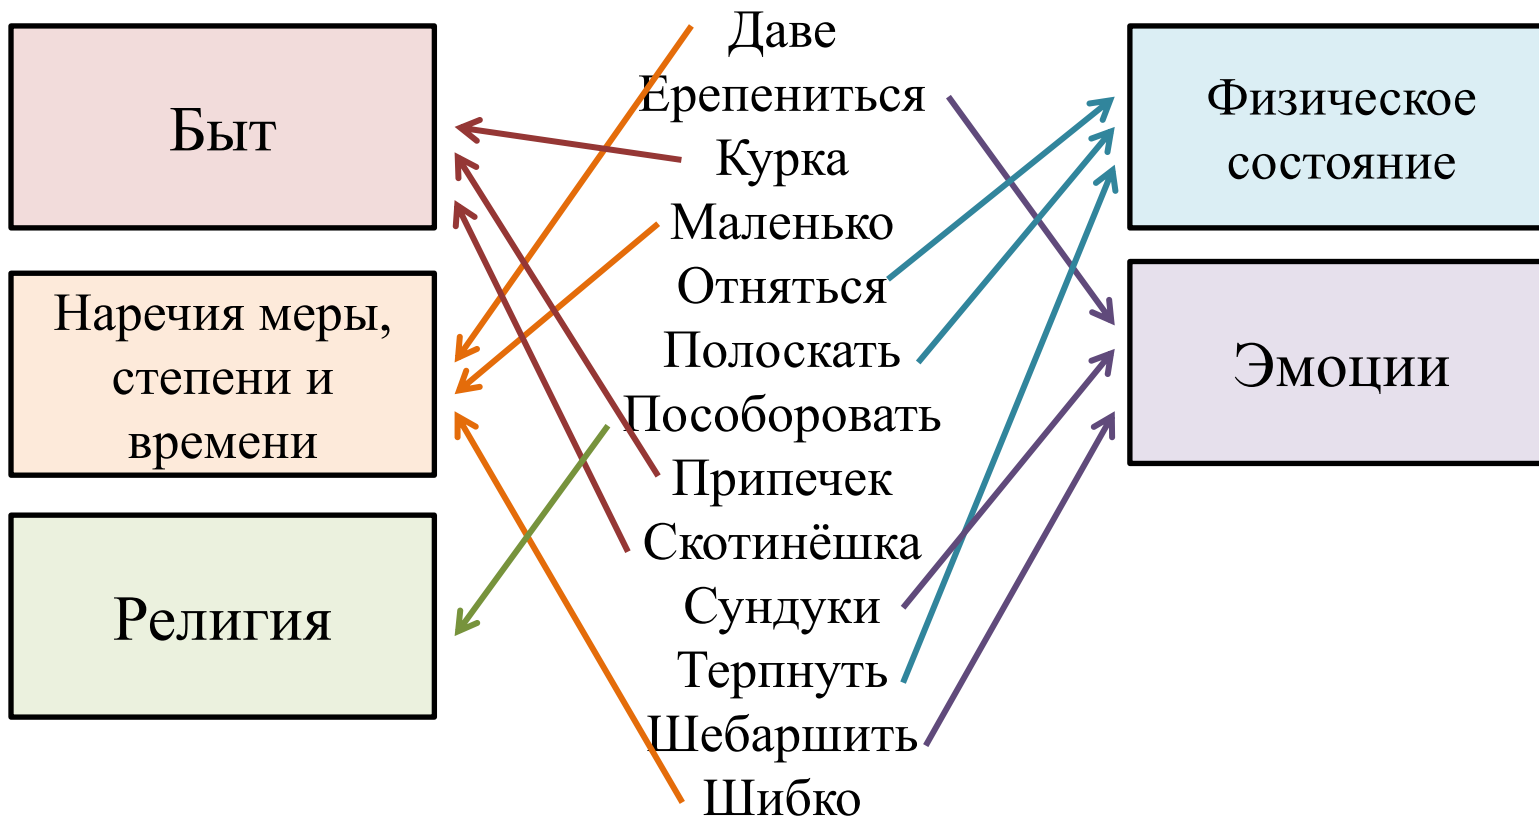 Быт
Наречия меры,
степени и
времени
Религия
Даве
Ерепениться
Курка
Маленько
Отняться
Полоскать
Пособоровать
Припечек
Скотинёшка
Сундуки
Терпнуть
Шебаршить
Шибко
Физическое
состояние
Эмоции